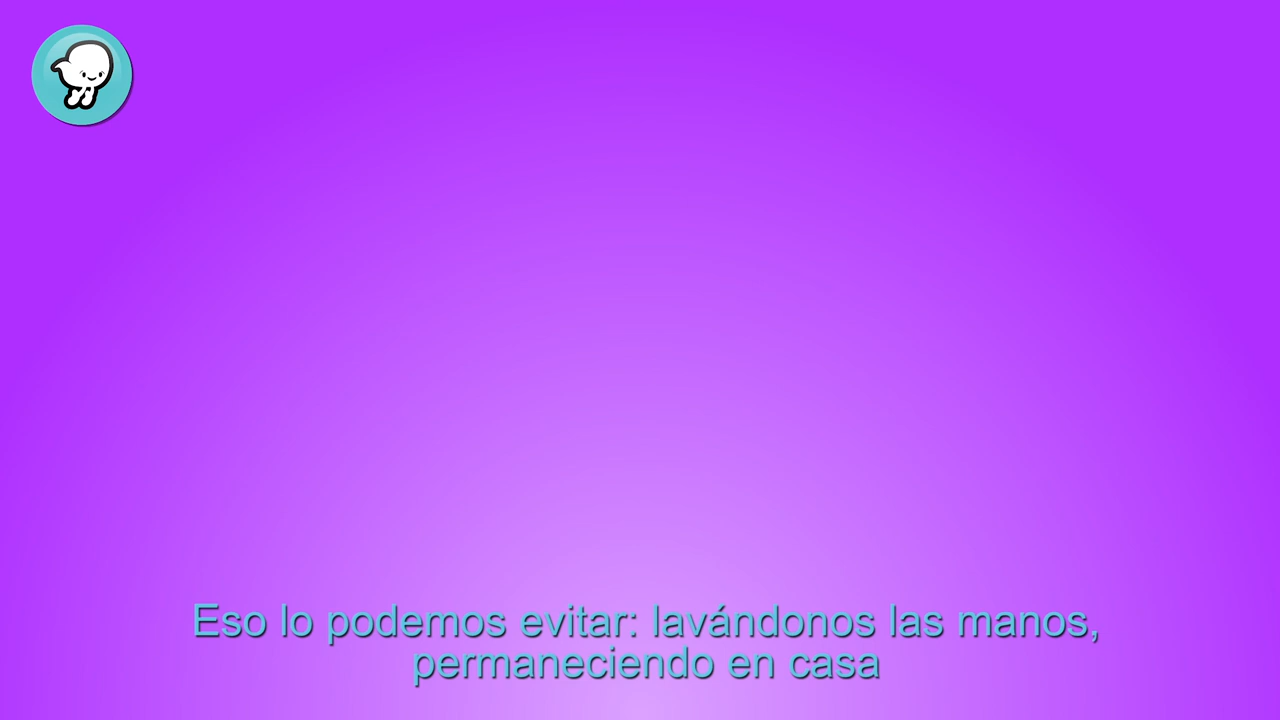 Eso lo podemos evitar: lavándonos las manos,
permaneciendo en casa